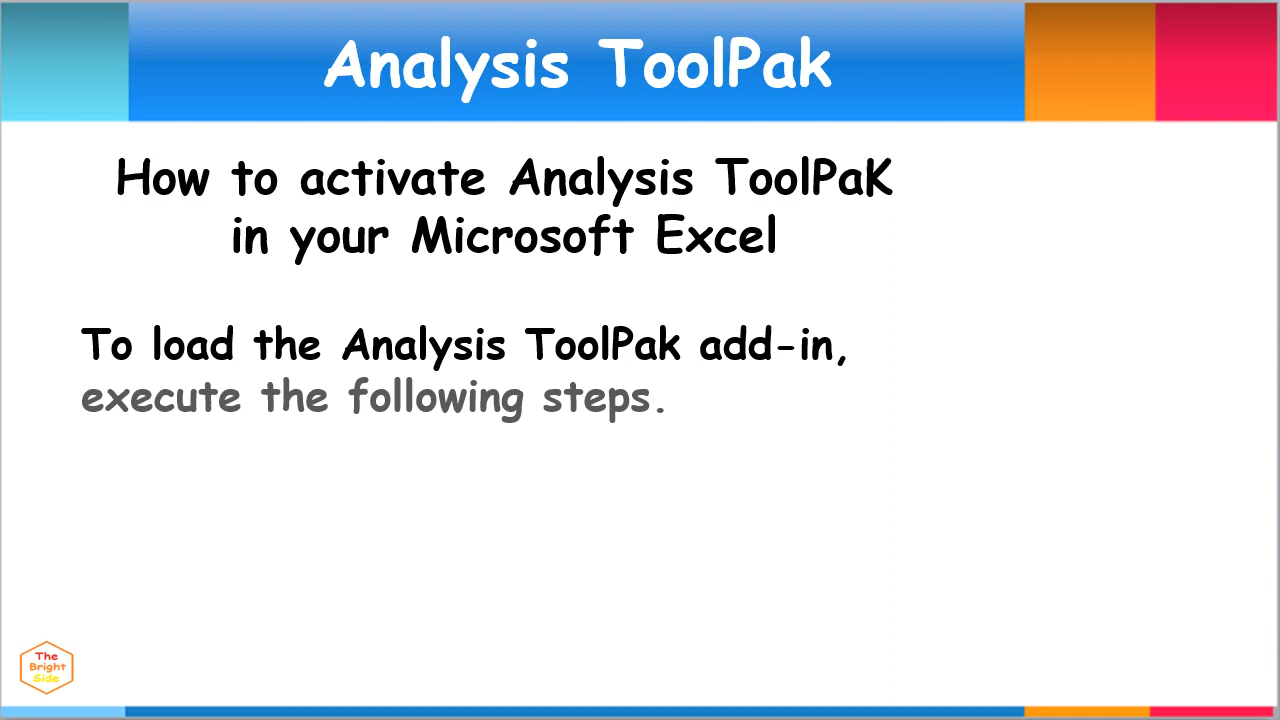 Analysis ToolPak
How to activate Analysis ToolPaK
in your Microsoft Excel
To load the Analysis ToolPak add-in,
execute the following steps.
The
Bright
Side